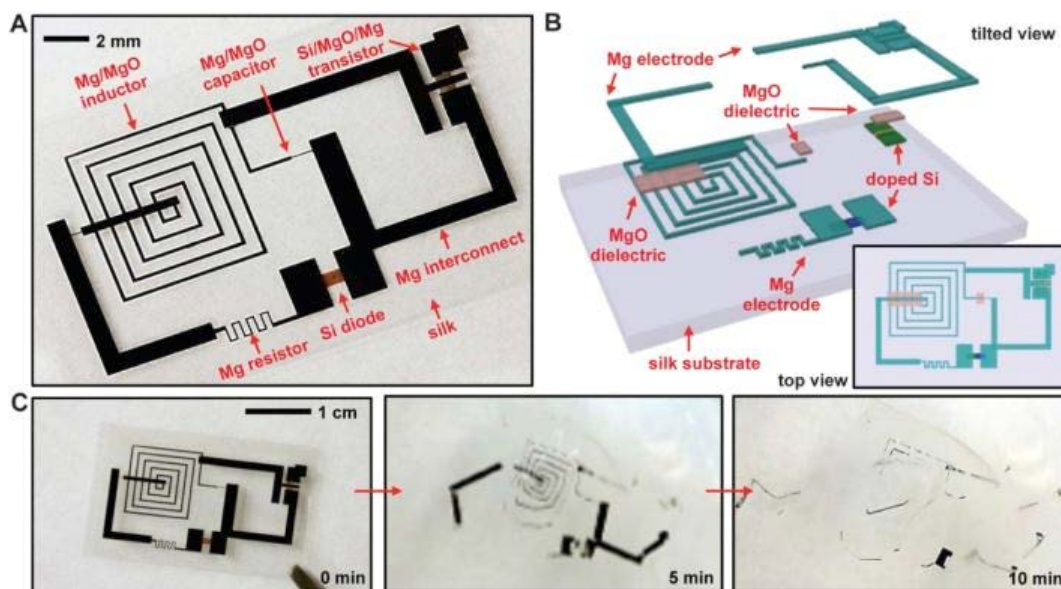 A
2 mm
Mg/MgO
inductor
Mg/MgO
capacitor
Si/MgO/Mg
transistor
Mg interconnect
Si diode
silk
Mg resistor
B
tilted view
Mg electrode
MgO
dielectric
doped Si
MgO
dielectric
Mg
electrode
silk substrate
top view
C
1 cm
0 min
5 min
10 min